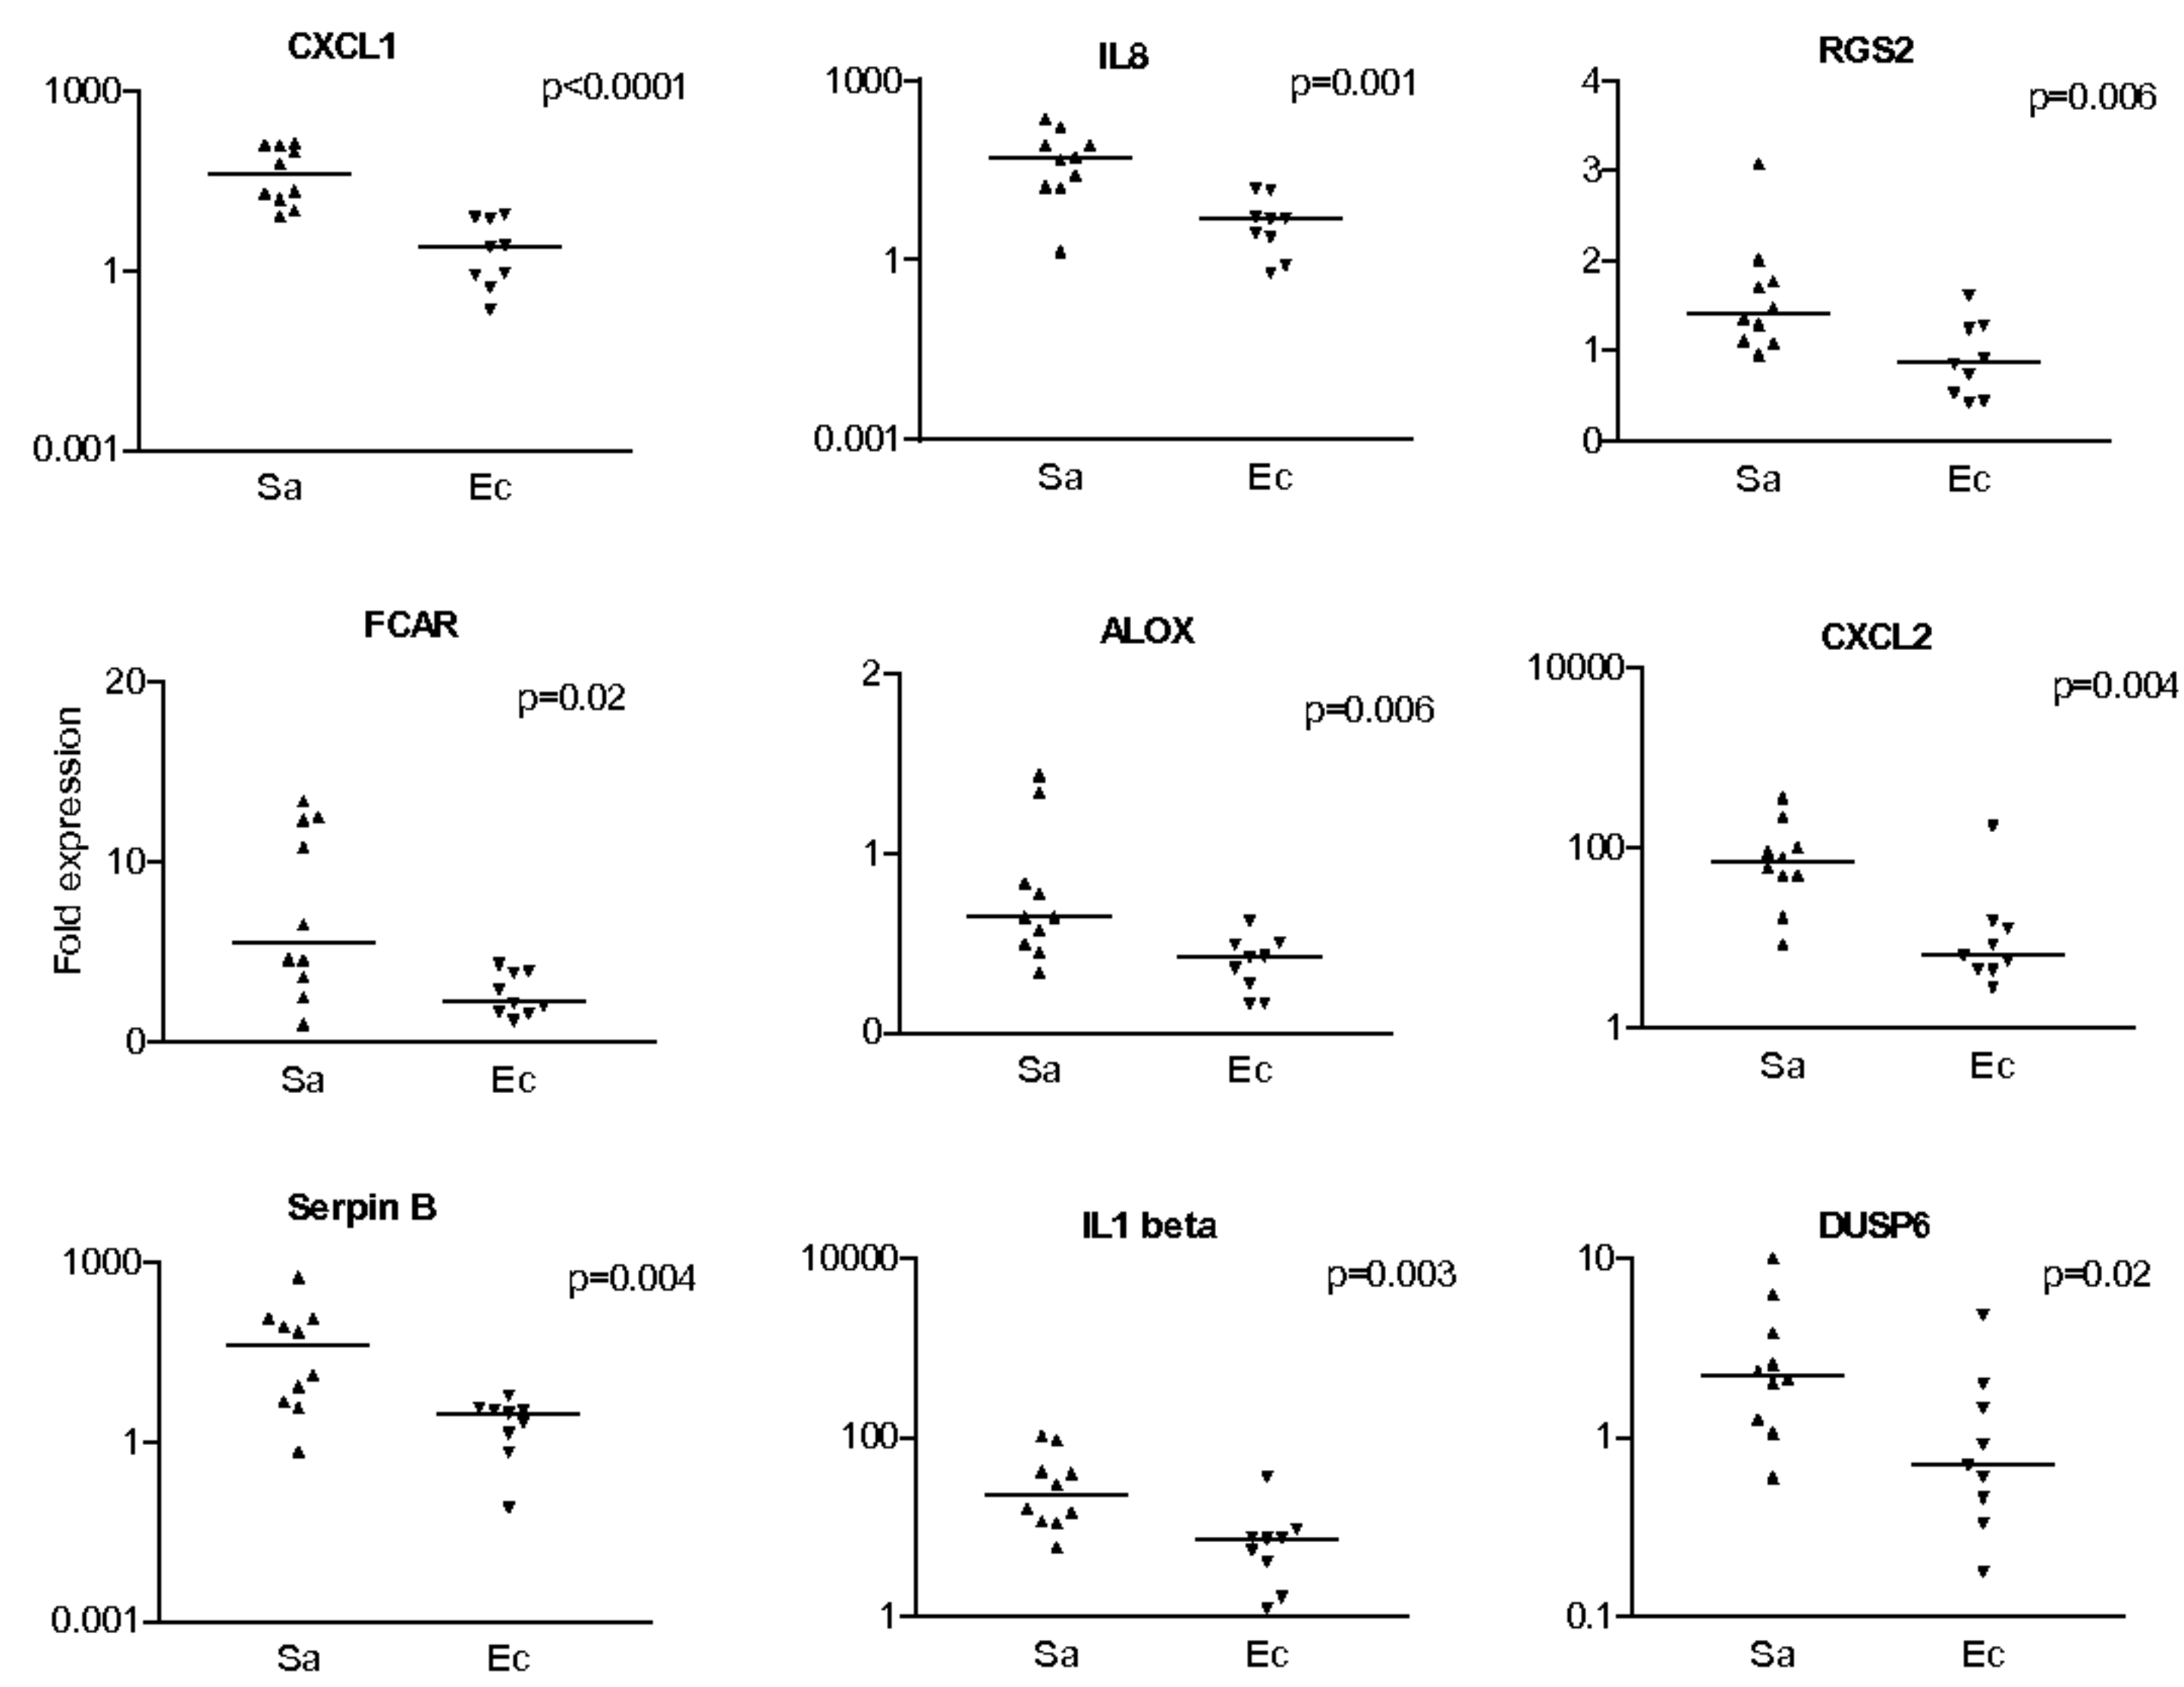 CXCL1
p<0.0001
1000
1
0.001
Sa Ec
IL8
p=0.001
1000
1
0.001
Sa Ec
RGS2
p=0.006
4
3
2
1
0
Sa Ec
FCAR
p=0.02
Fold expression
20
10
0
Sa Ec
ALOX
p=0.006
2
1
0
Sa Ec
CXCL2
p=0.004
10000
100
1
Sa Ec
Serpin B
p=0.004
1000
1
0.001
Sa Ec
IL1 beta
p=0.003
10000
100
1
Sa Ec
DUSP6
p=0.02
10
1
0.1
Sa Ec